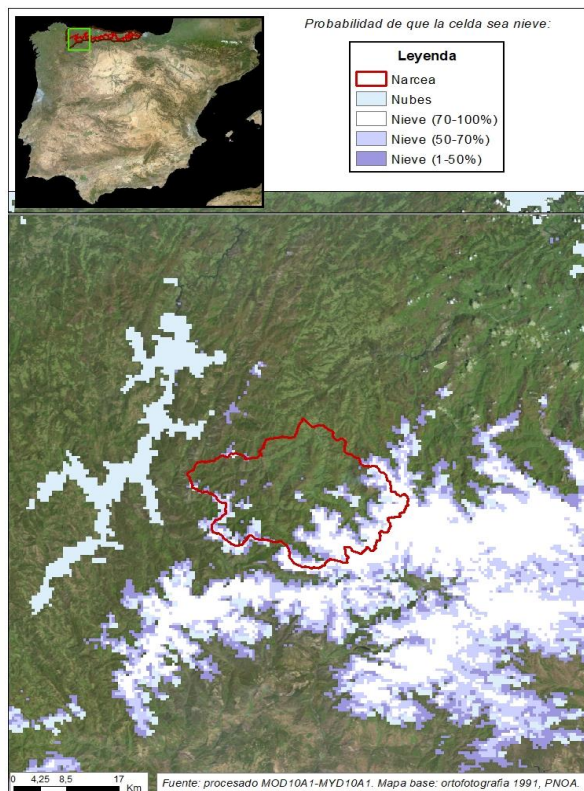 Probabilidad de que la celda sea nieve:
Leyenda
Narcea
Nubes
Nieve (70-100%)
Nieve (50-70%)
Nieve (1-50%)
0 4,25 8,5 17
Km
Fuente: procesado MOD10A1-MYD10A1. Mapa base: ortofotografia 1991, PNOA.